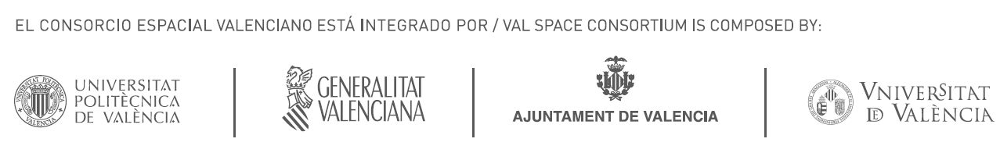 EL CONSORCIO ESPACIAL VALENCIANO ESTÁ INTEGRADO POR / VAL SPACE CONSORTIUM IS COMPOSED BY:
UNIVERSITAT
POLITÈCNICA
DE VALÈNCIA
GENERALITAT
VALENCIANA
AJUNTAMENT DE VALENCIA
VNIVERSITAT
DE VALÈNCIA